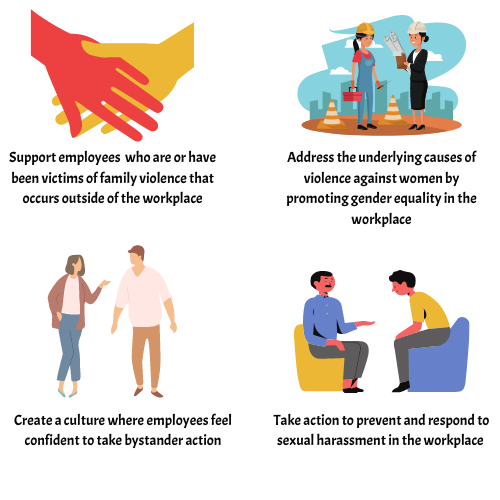 Support employees who are or have
been victims of family violence that
occurs outside of the workplace
Address the underlying causes of
violence against women by
promoting gender equality in the
workplace
Create a culture where employees feel
confident to take bystander action
Take action to prevent and respond to
sexual harassment in the workplace